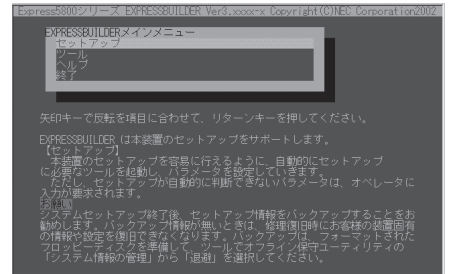 Express5800シリーズ EXPRESSBUILDER Ver3.xxxx-x Copyright(C)NEC Corporation2002
EXPRESSBUILDERメインメニュー
セットアップ
ツール
ヘルプ
終了
矢印キーで反転を項目に合わせて、リターンキーを押してください。
EXPRESSBUILDER は本装置のセットアップをサポートします。
【セットアップ】
本装置のセットアップを容易に行えるように、自動的にセットアップ
に必要なツールを起動し、パラメータを設定していきます。
ただし、セットアップが自動的に判断できないパラメータは、オペレータに
入力が要求されます。
お願い
システムセットアップ終了後、セットアップ情報をバックアップすることをお
勧めします。バックアップ情報が無いときは、修理復旧時にお客様の装置固有
の情報や設定を復旧できなくなります。バックアップは、フォーマットされた
フロッピーディスクを準備して、ツールでオフライン保守ユーティリティの
「システム情報の管理」から「退避」を選択してください。